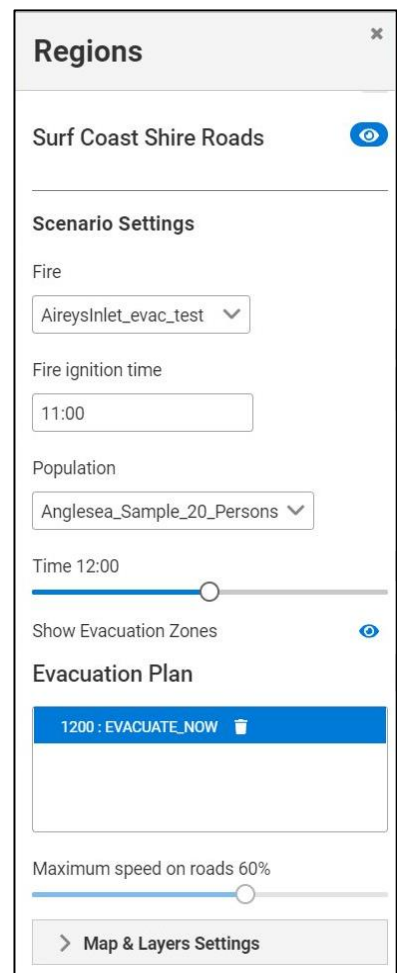 Regions
Surf Coast Shire Roads
Scenario Settings
Fire
AireysInlet_evac_test
Fire ignition time
11:00
Population
Anglesea_Sample_20_Persons
Time 12:00
Show Evacuation Zones
Evacuation Plan
1200 : EVACUATE_NOW
Maximum speed on roads 60%
Map & Layers Settings